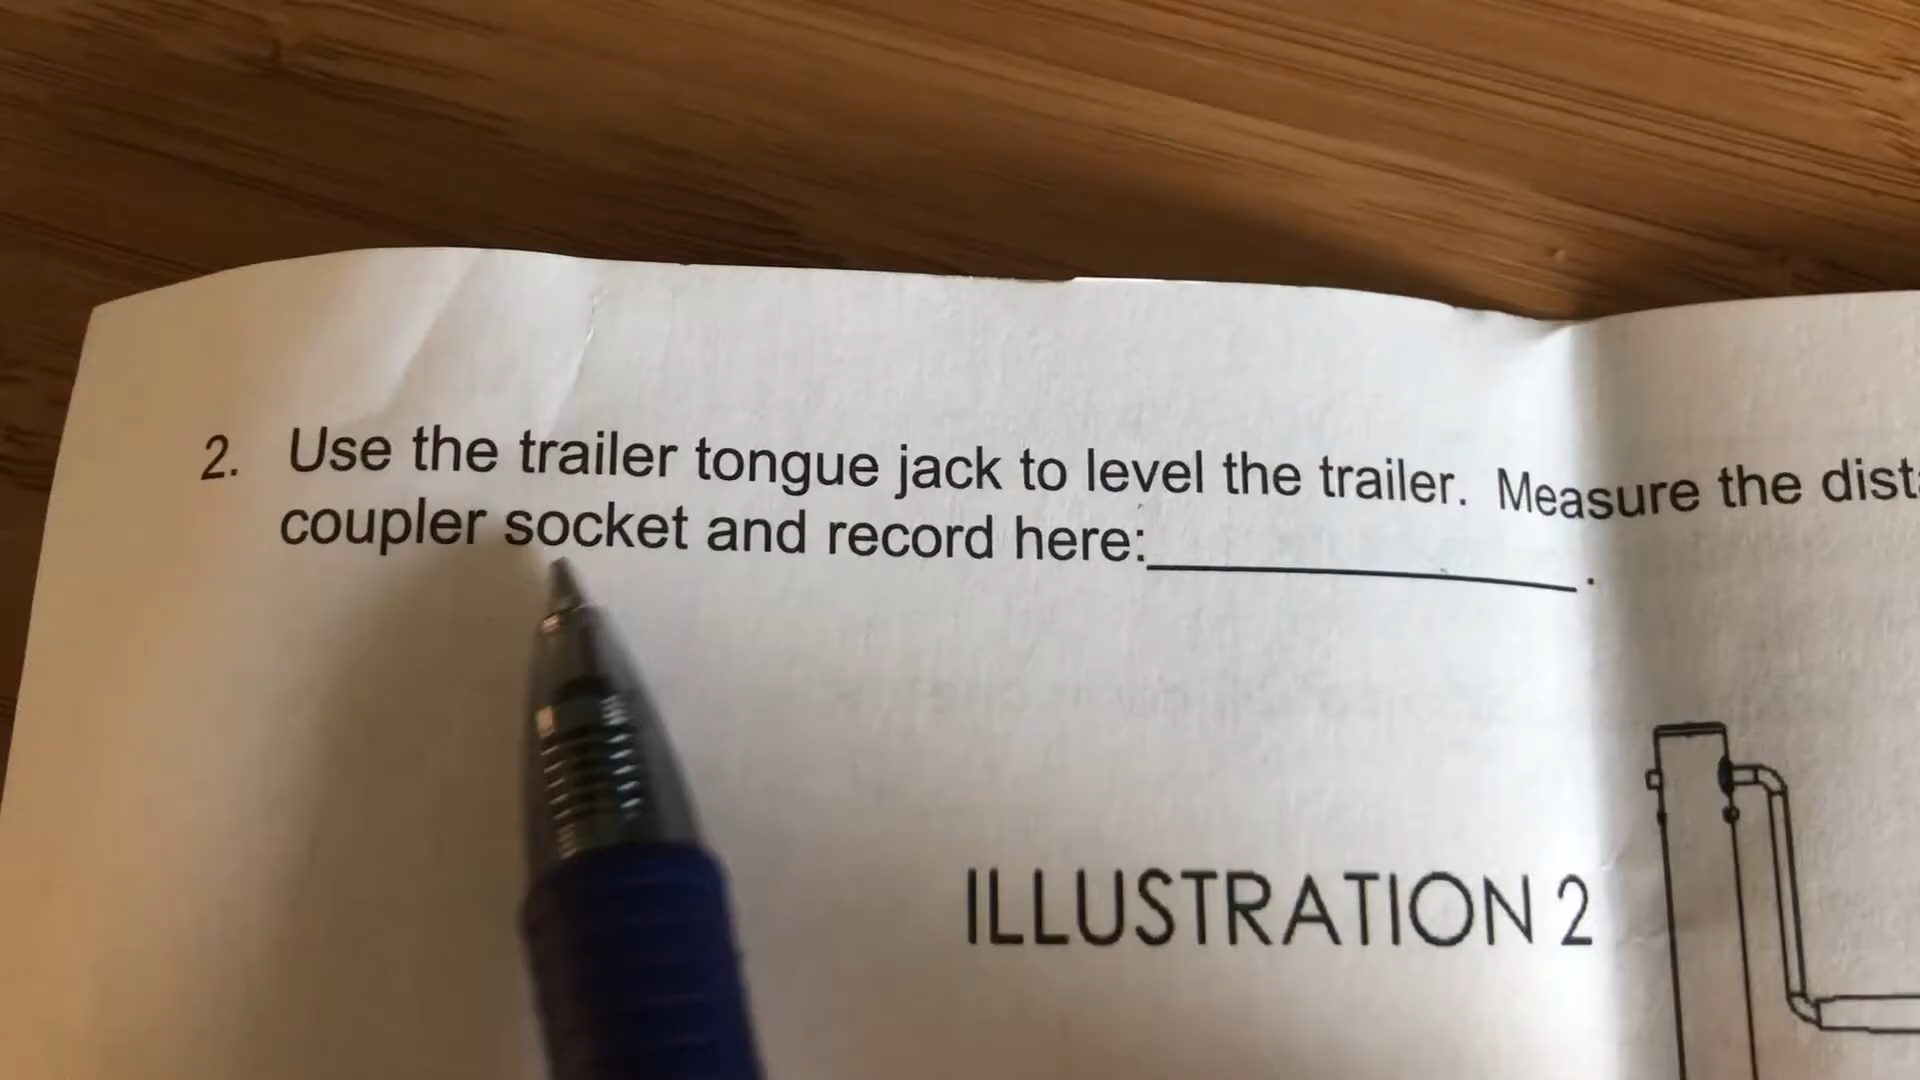 2. Use the trailer tongue jack to level the trailer. Measure the
coupler socket and record here:____________.
ILLUSTRATION 2